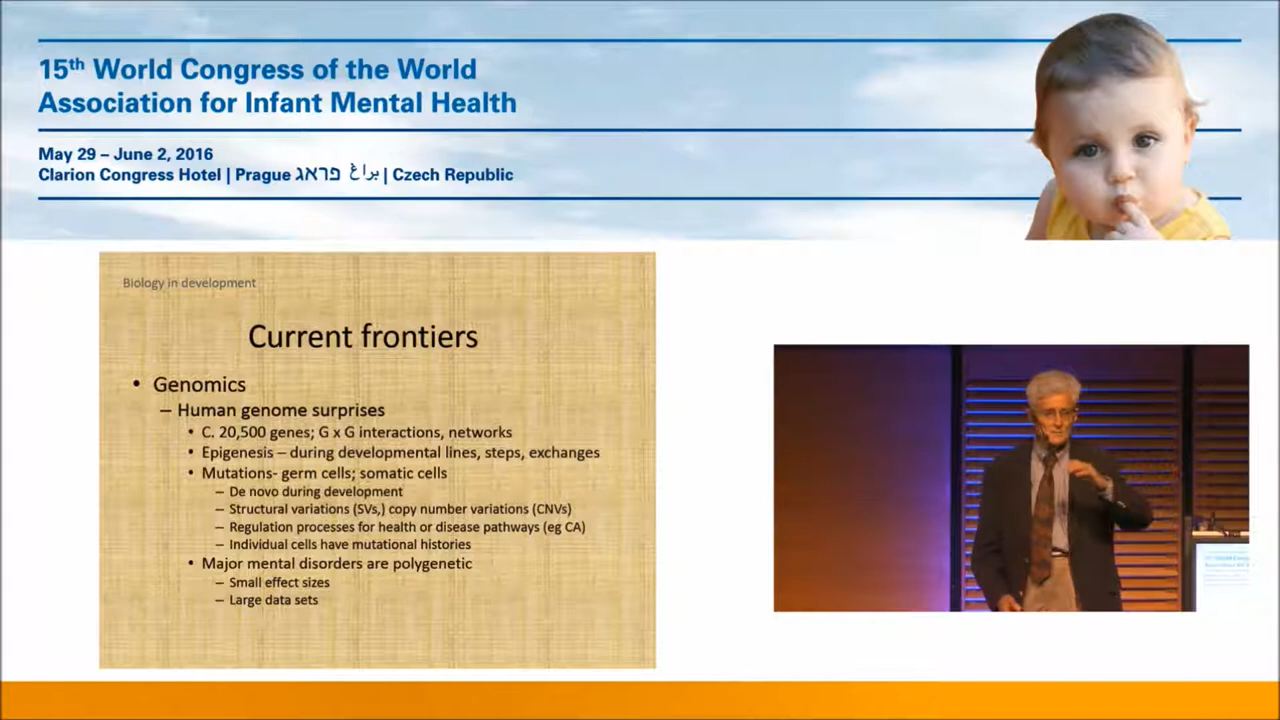 15th World Congress of the World
Association for Infant Mental Health
May 29 – June 2, 2016
Clarion Congress Hotel | Prague פראג براغ | Czech Republic
Biology in development
Current frontiers
• Genomics
– Human genome surprises
• C. 20,500 genes; G x G interactions, networks
• Epigenesis – during developmental lines, steps, exchanges
• Mutations- germ cells; somatic cells
– De novo during development
– Structural variations (SVs,) copy number variations (CNVs)
– Regulation processes for health or disease pathways (eg CA)
– Individual cells have mutational histories
• Major mental disorders are polygenetic
– Small effect sizes
– Large data sets